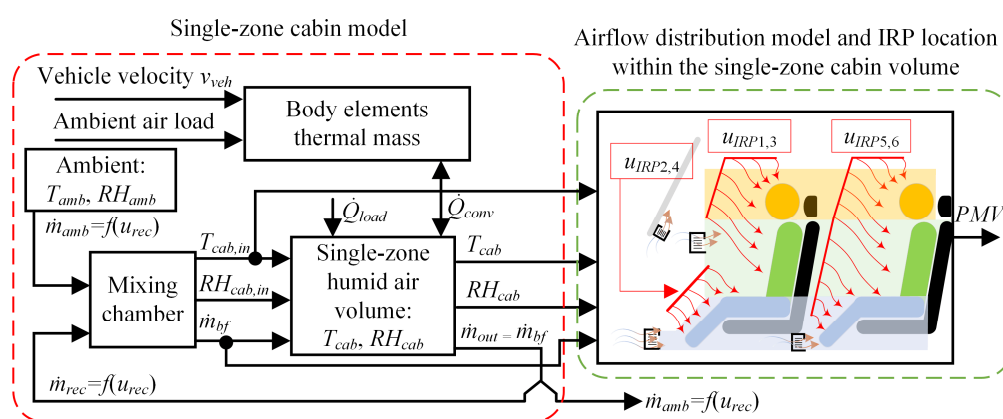 Single-zone cabin model
Airflow distribution model and IRP location
within the single-zone cabin volume
Vehicle velocity v_veh
Ambient air load
Body elements
thermal mass
Ambient:
T_amb, RH_amb
ṁ_amb=f(u_rec)
Q̇_load
Q̇_conv
T_cab,in
RH_cab,in
ṁ_bf
Mixing
chamber
Single-zone
humid air
volume:
T_cab, RH_cab
T_cab
RH_cab
ṁ_out = ṁ_bf
ṁ_rec=f(u_rec)
ṁ_amb=f(u_rec)
u_IRP1,3
u_IRP5,6
u_IRP2,4
PMV